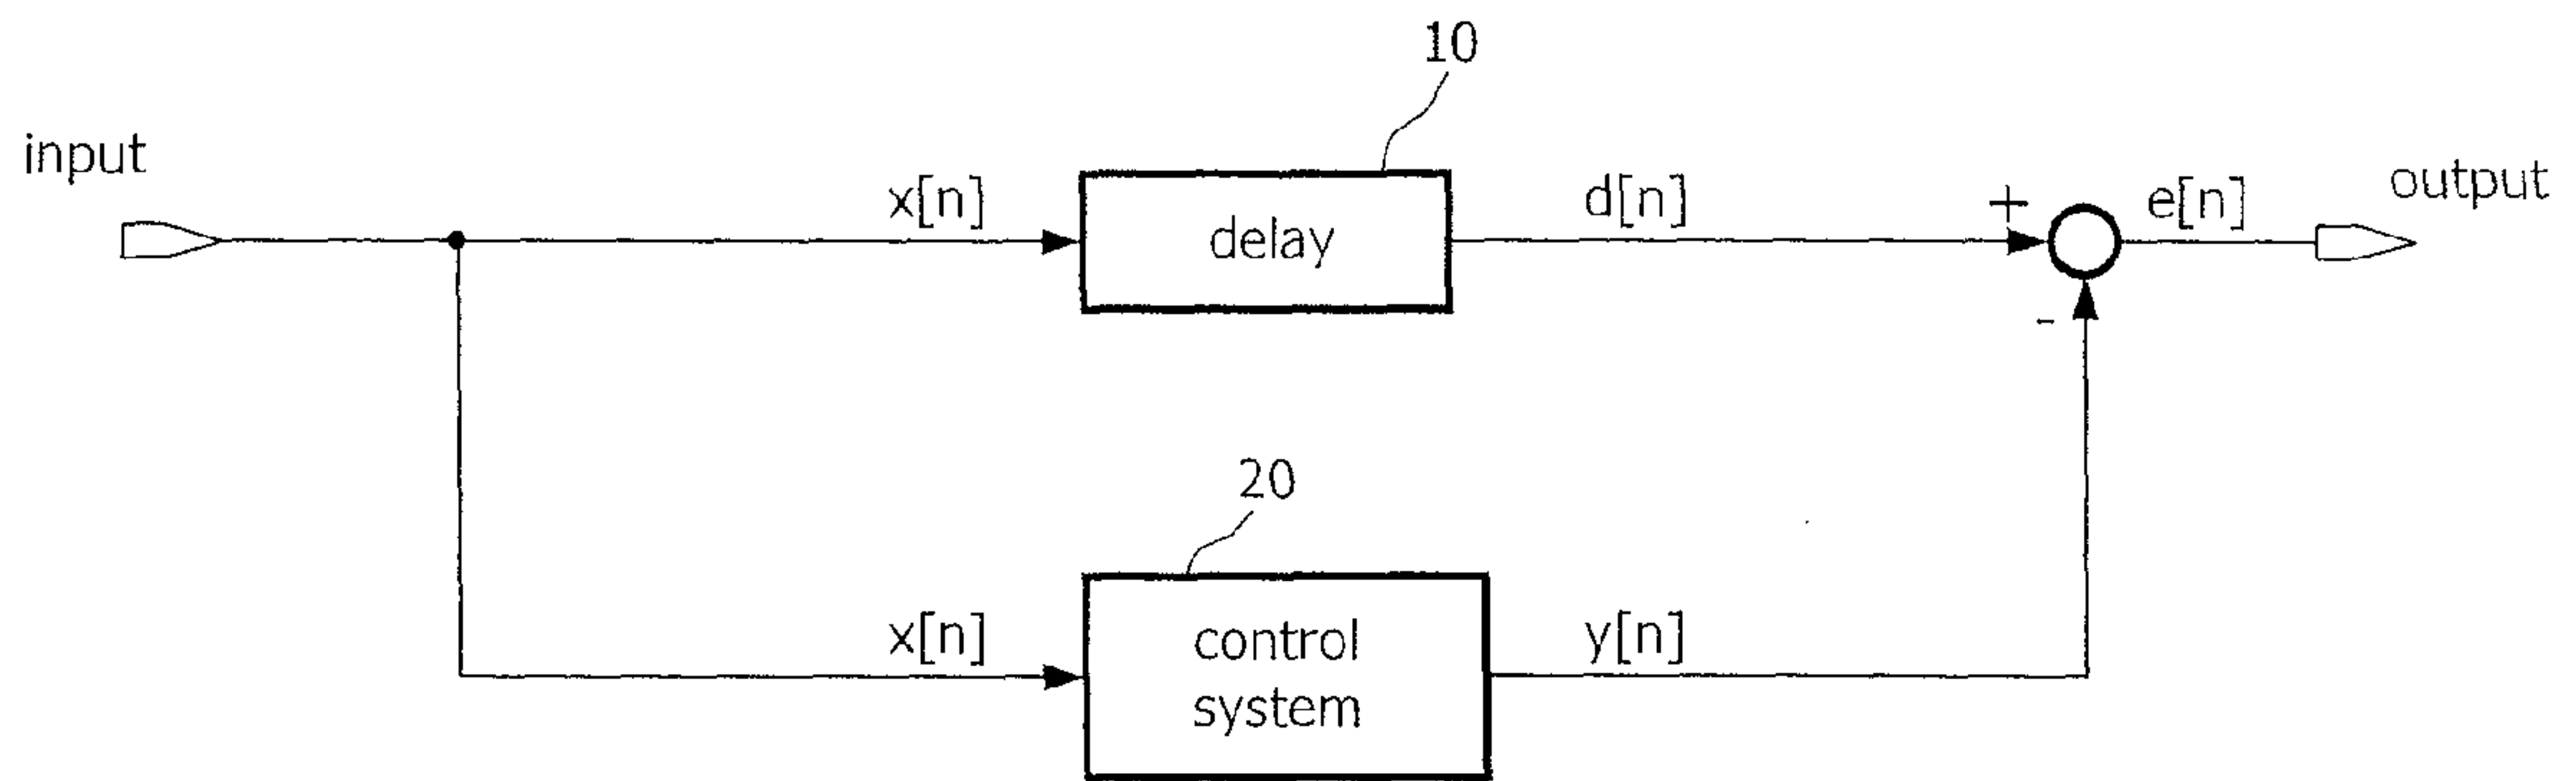 10
input
x[n]
delay
d[n]
+
e[n]
output
-
20
x[n]
control
system
y[n]